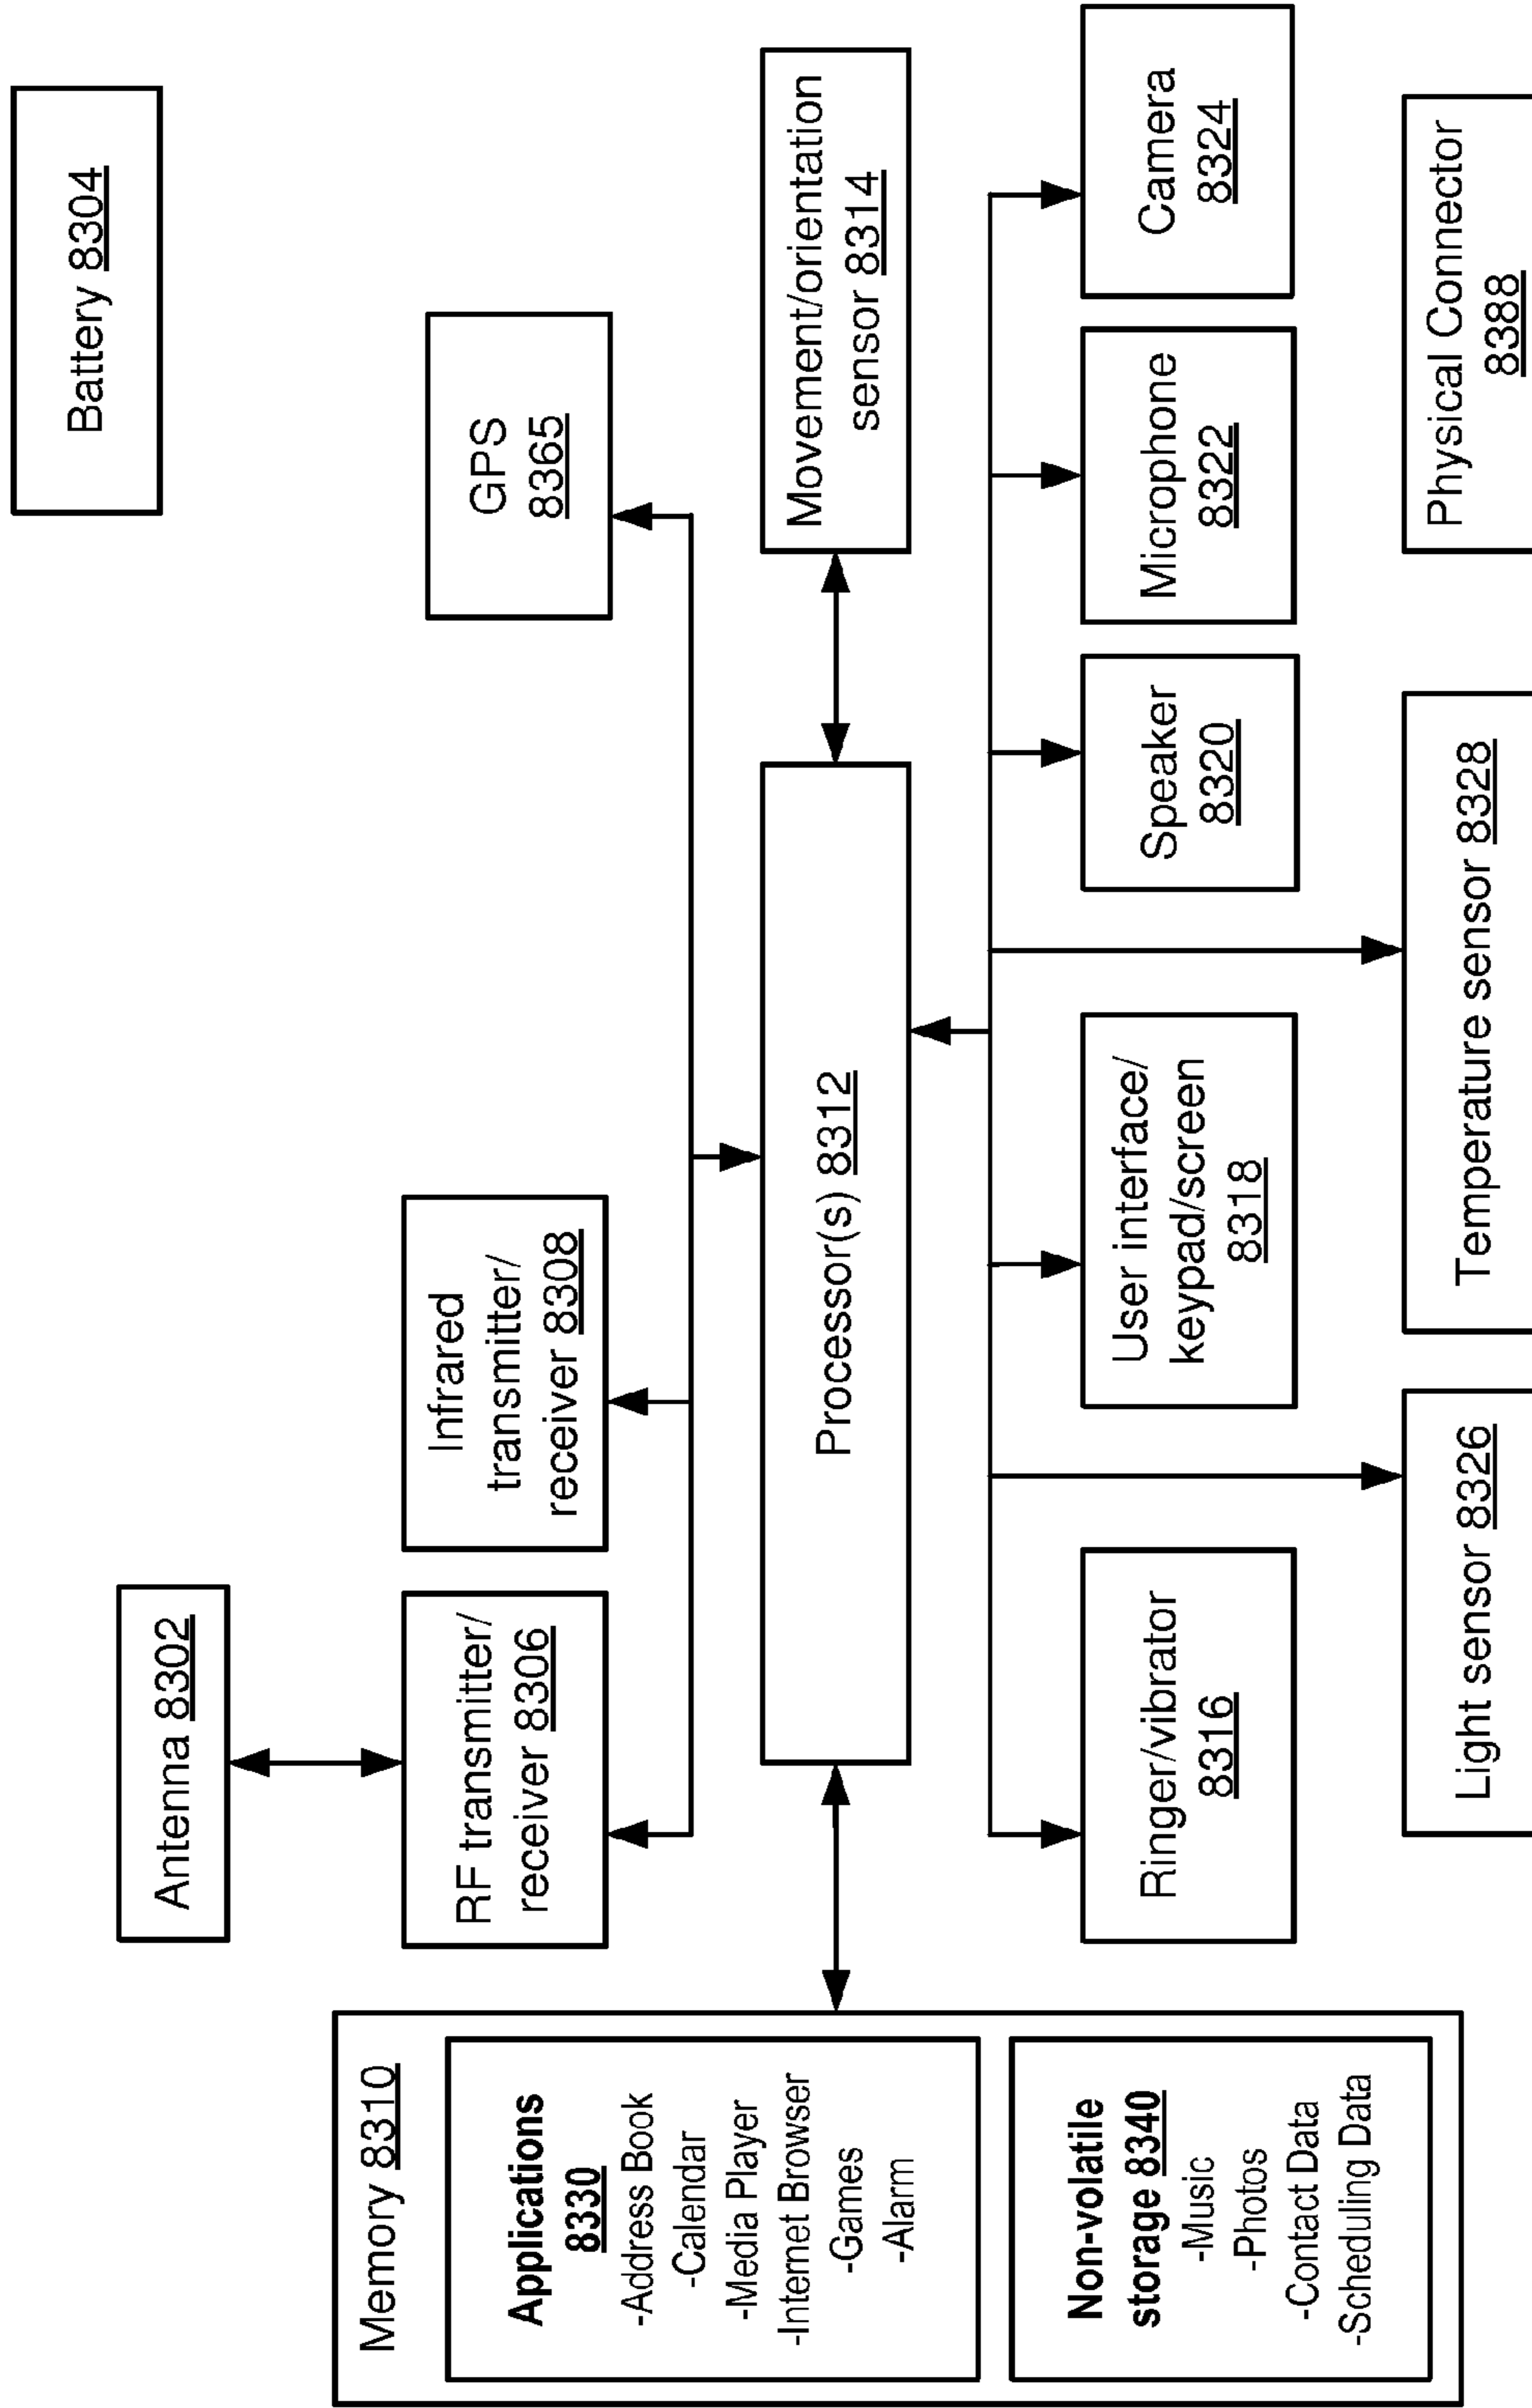 Battery 8304
Antenna 8302
RF transmitter/
receiver 8306
Infrared
transmitter/
receiver 8308
GPS
8365
Memory 8310
Applications
8330
-Address Book
-Calendar
-Media Player
-Internet Browser
-Games
-Alarm
Non-volatile
storage 8340
-Music
-Photos
-Contact Data
-Scheduling Data
Processor(s) 8312
Movement/orientation
sensor 8314
Ringer/vibrator
8316
User interface/
keypad/screen
8318
Speaker
8320
Microphone
8322
Camera
8324
Light sensor 8326
Temperature sensor 8328
Physical Connector
8388